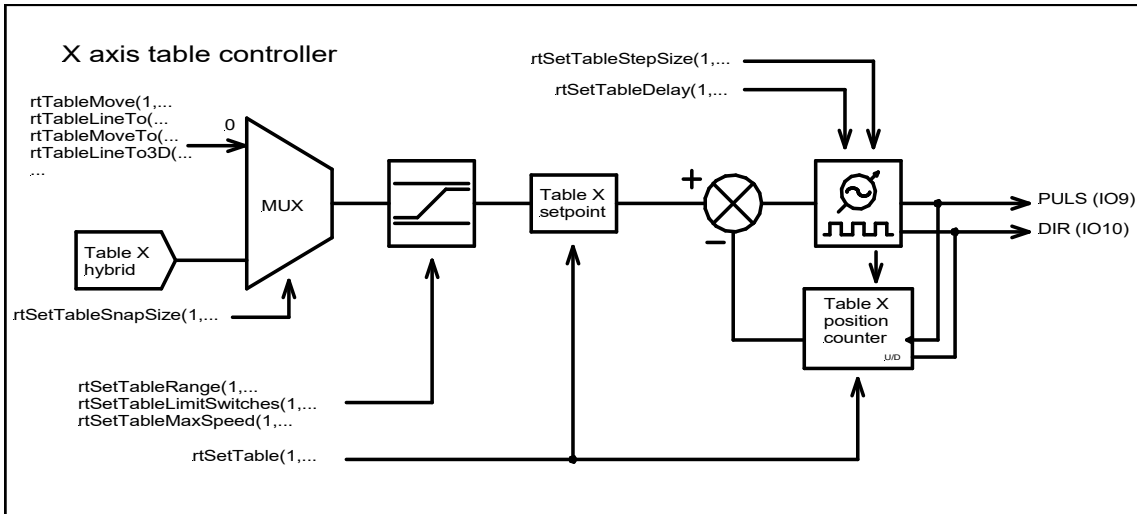 X axis table controller
rtTableMove(1,...
rtTableLineTo(...
rtTableMoveTo(...
rtTableLineTo3D(...
...
0
MUX
Table X
hybrid
rtSetTableSnapSize(1,...
rtSetTableRange(1,...
rtSetTableLimitSwitches(1,...
rtSetTableMaxSpeed(1,...
rtSetTable(1,...
Table X
setpoint
+
−
rtSetTableStepSize(1,...
rtSetTableDelay(1,...
PULS (IO9)
DIR (IO10)
Table X
position
counter
U/D